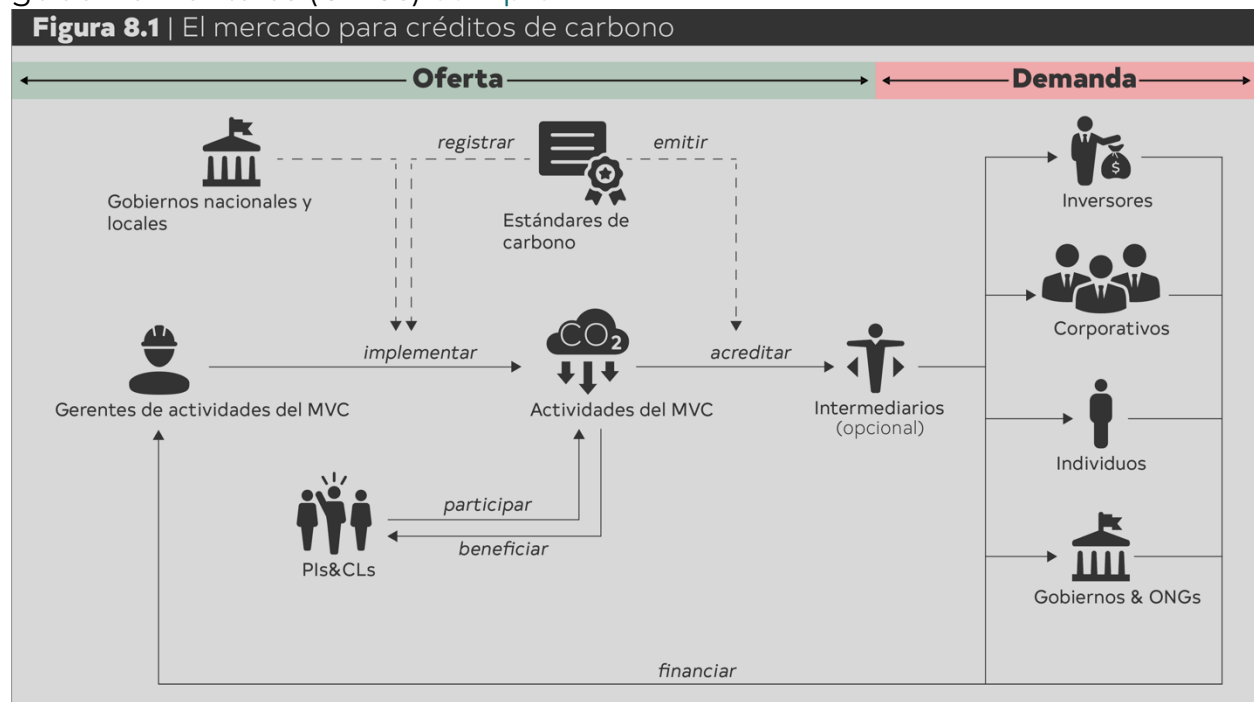 Figura 8.1 | El mercado para créditos de carbono
Oferta
Demanda
registrar
emitir
Gobiernos nacionales y
locales
Estándares de
carbono
Inversores
$
Corporativos
implementar
CO2
acreditar
Gerentes de actividades del MVC
Actividades del MVC
Intermediarios
(opcional)
Individuos
participar
beneficiar
PIs&CLs
Gobiernos & ONGs
financiar